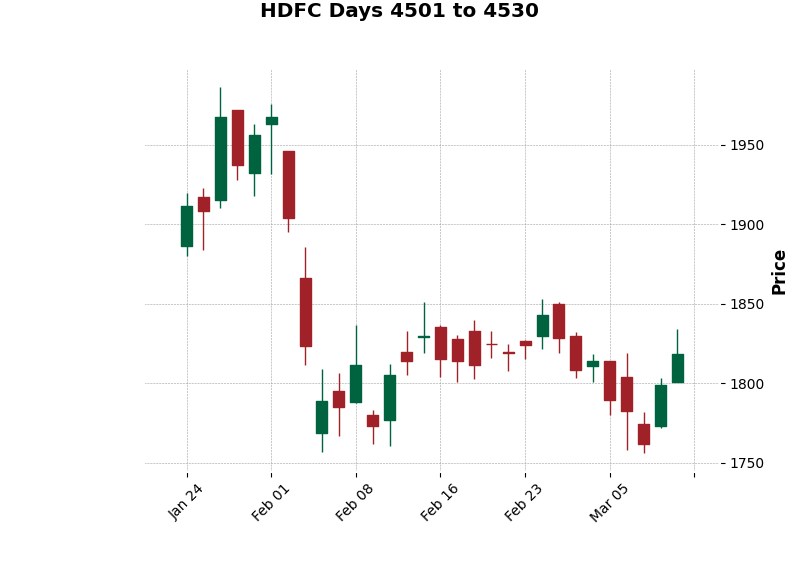 HDFC Days 4501 to 4530
1950
1900
1850
1800
1750
Price
Jan 24
Feb 01
Feb 08
Feb 16
Feb 23
Mar 05